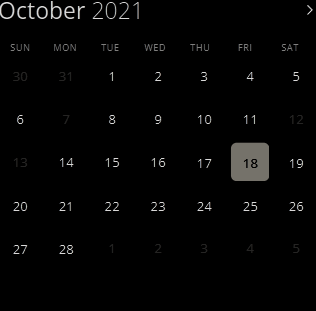 October 2021
SUN MON TUE WED THU FRI SAT
30 31 1 2 3 4 5
6 7 8 9 10 11 12
13 14 15 16 17 18 19
20 21 22 23 24 25 26
27 28 1 2 3 4 5